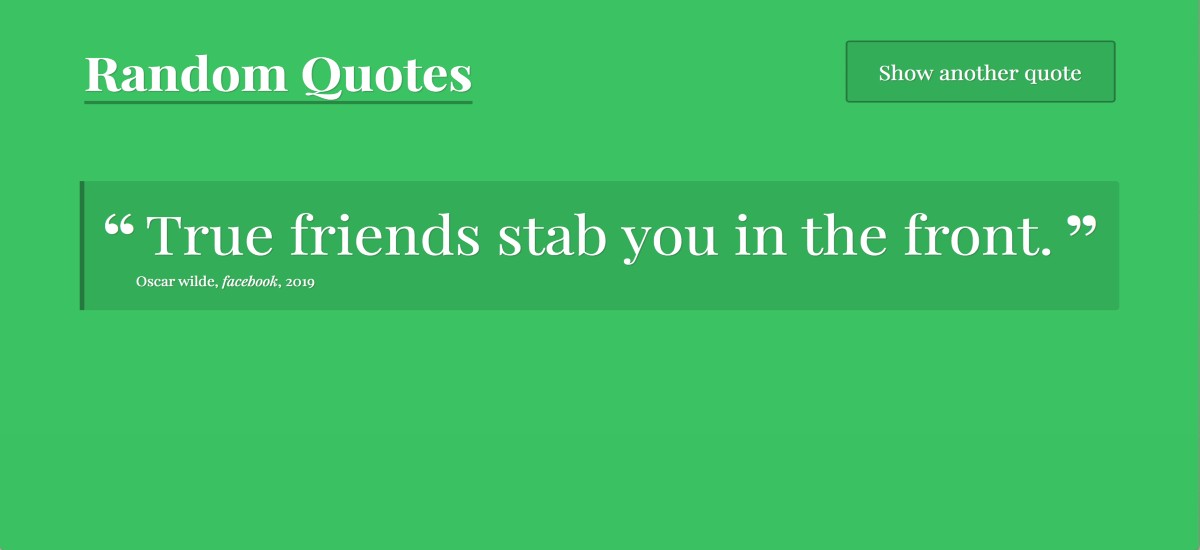 Random Quotes
Show another quote
“ True friends stab you in the front. ”
Oscar wilde, facebook, 2019